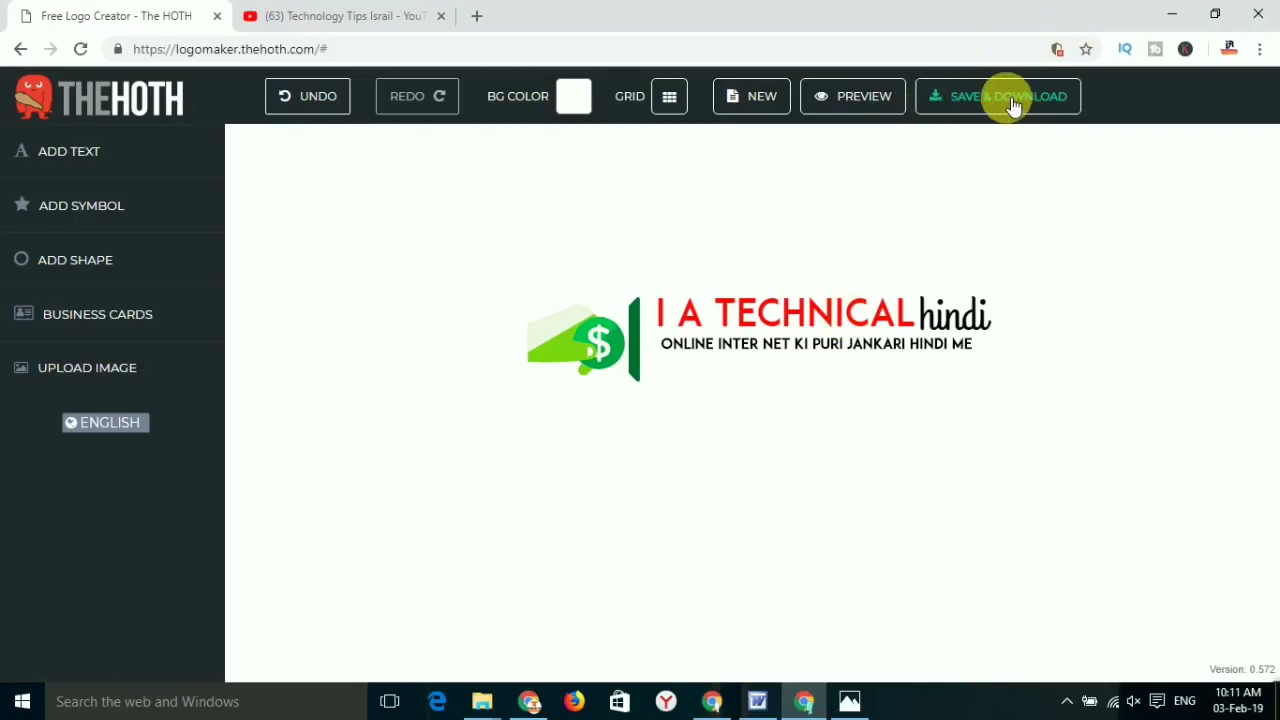 Free Logo Creator - The HOTH
(63) Technology Tips Israil - YouT
https://logomaker.thehoth.com/#
THEHOTH
UNDO
REDO
BG COLOR
GRID
NEW
PREVIEW
SAVE & DOWNLOAD
ADD TEXT
ADD SYMBOL
ADD SHAPE
BUSINESS CARDS
UPLOAD IMAGE
ENGLISH
$
I A TECHNICAL hindi
ONLINE INTER NET KI PURI JANKARI HINDI ME
Version: 0.572
Search the web and Windows
ENG
10:11 AM
03-Feb-19